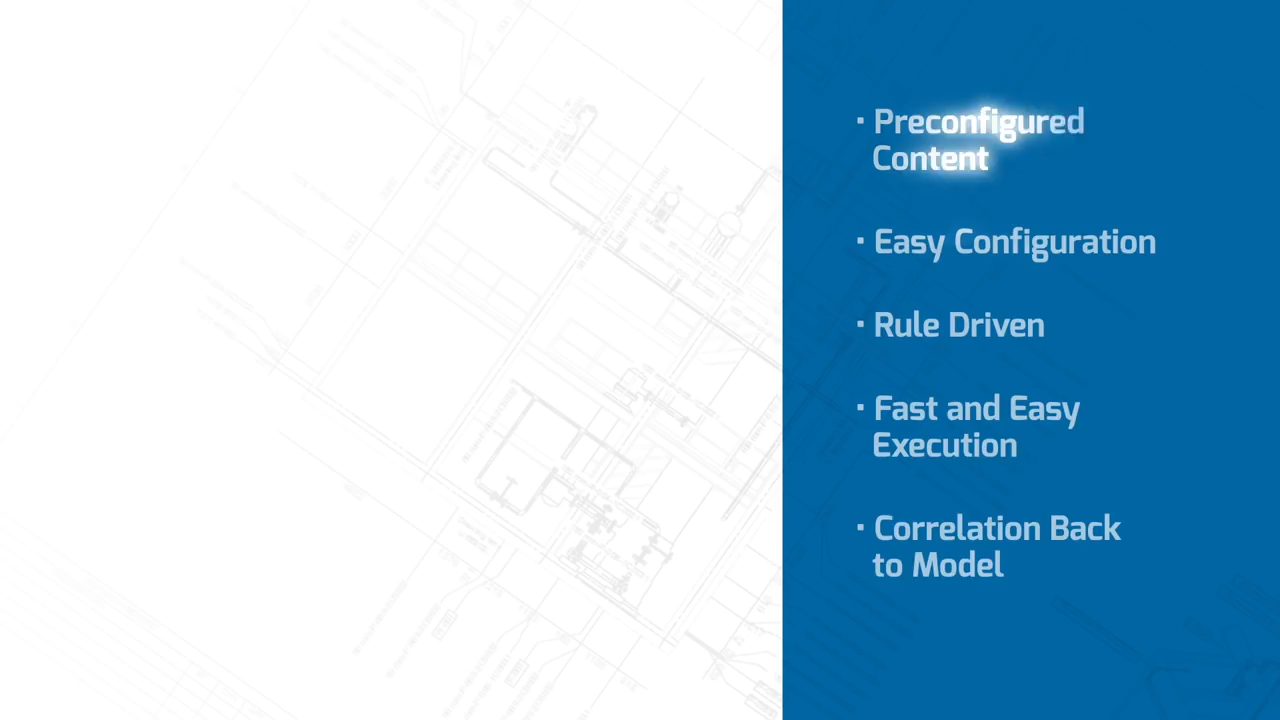 · Preconfigured
Content
· Easy Configuration
· Rule Driven
· Fast and Easy
Execution
· Correlation Back
to Model